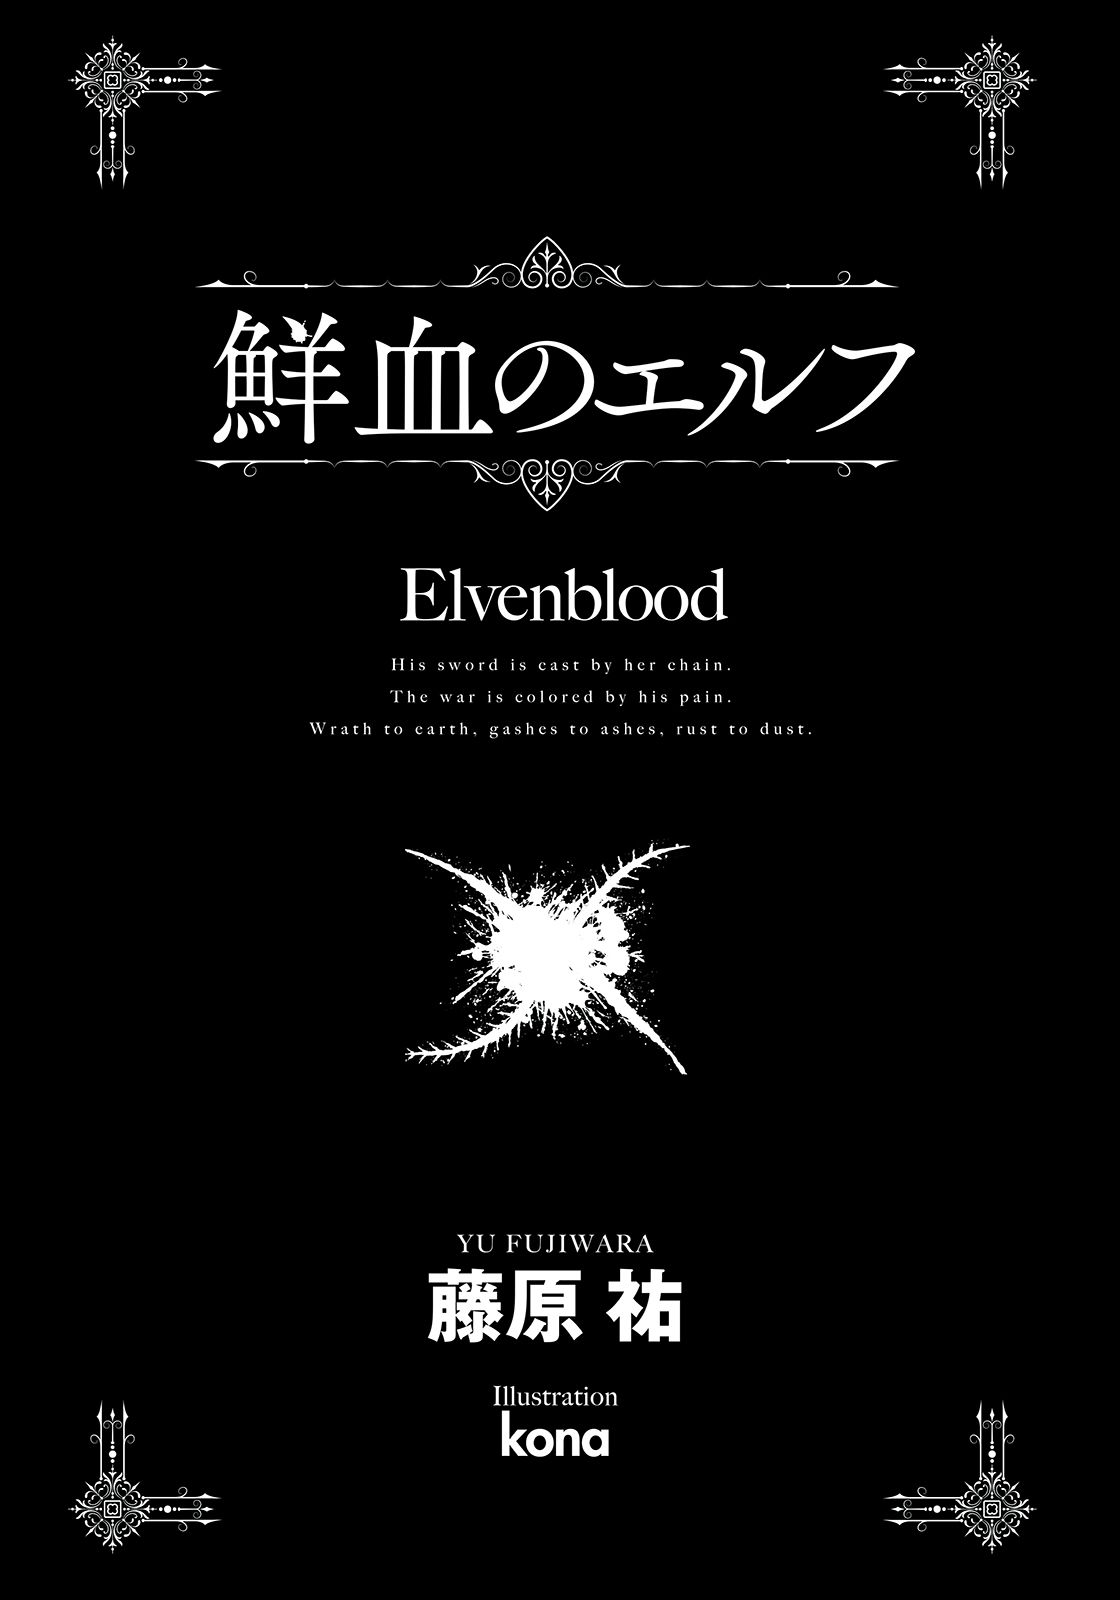 鮮血のエルフ
Elvenblood
His sword is cast by her chain.
The war is colored by his pain.
Wrath to earth, gashes to ashes, rust to dust.
YU FUJIWARA
藤原 祐
Illustration
kona